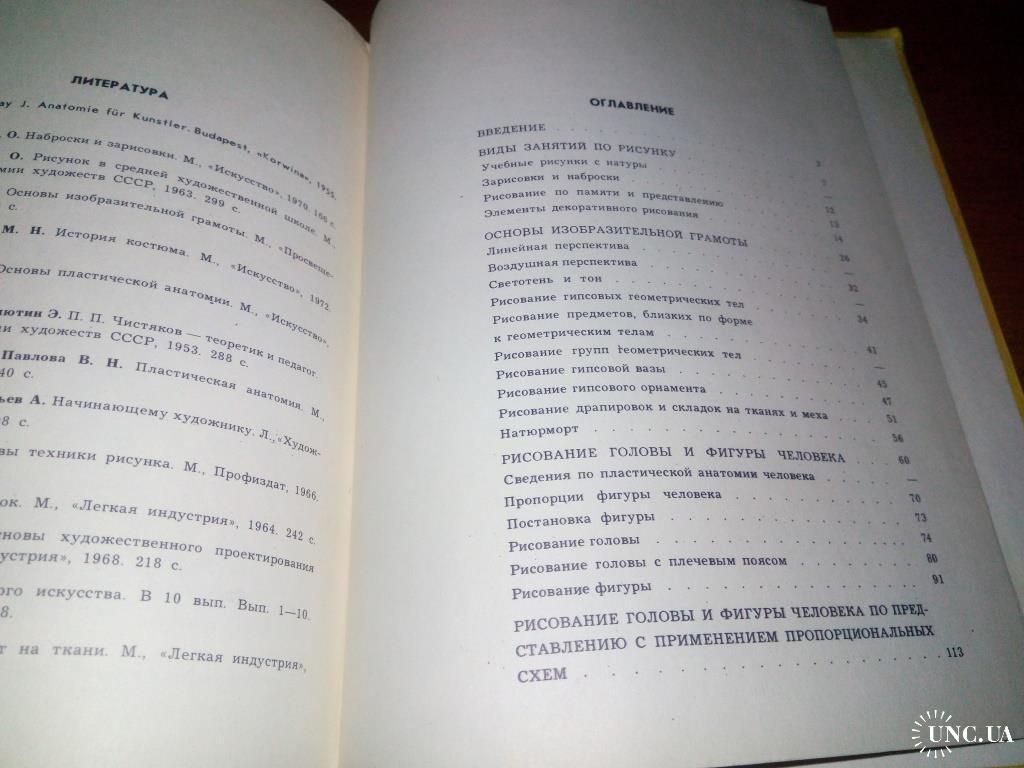 ЛИТЕРАТУРА
J. Anatomie für Kunstler. Budapest, «Korwina», 1955.
О. Наброски и зарисовки. М., «Искусство», 1970. 166 с.
О. Рисунок в средней художественной школе. М.,
художеств СССР, 1963. 299 с.
Основы изобразительной грамоты. М., «Просвеще-
с.
М. Н. История костюма. М., «Искусство», 1972.
Основы пластической анатомии. М., «Искусство»,
Э. П. П. Чистяков — теоретик и педагог.
художеств СССР, 1953. 288 с.
Павлова В. Н. Пластическая анатомия. М.,
40 с.
А. Начинающему художнику. Л., «Худож-
8 с.
техники рисунка. М., Профиздат, 1966.
М., «Легкая индустрия», 1964. 242 с.
художественного проектирования
1968. 218 с.
искусства. В 10 вып. Вып. 1—10.
8.
на ткани. М., «Легкая индустрия»,
ОГЛАВЛЕНИЕ
ВВЕДЕНИЕ . . . . . . . . . . 3
ВИДЫ ЗАНЯТИЙ ПО РИСУНКУ . . . . . . 7
Учебные рисунки с натуры . . . . . . —
Зарисовки и наброски . . . . . . 12
Рисование по памяти и представлению . . . . 13
Элементы декоративного рисования . . . . 14
ОСНОВЫ ИЗОБРАЗИТЕЛЬНОЙ ГРАМОТЫ . . . . 26
Линейная перспектива . . . . . . —
Воздушная перспектива . . . . . . 32
Светотень и тон . . . . . . —
Рисование гипсовых геометрических тел . . . . 34
Рисование предметов, близких по форме
к геометрическим телам . . . . . . 41
Рисование групп геометрических тел . . . . —
Рисование гипсовой вазы . . . . . . 45
Рисование гипсового орнамента . . . . . . 47
Рисование драпировок и складок на тканях и меха . . 51
Натюрморт . . . . . . . . 56
РИСОВАНИЕ ГОЛОВЫ И ФИГУРЫ ЧЕЛОВЕКА . . . 60
Сведения по пластической анатомии человека . . . —
Пропорции фигуры человека . . . . . . 70
Постановка фигуры . . . . . . . . 73
Рисование головы . . . . . . . . 74
Рисование головы с плечевым поясом . . . . . 80
Рисование фигуры . . . . . . . . 91
РИСОВАНИЕ ГОЛОВЫ И ФИГУРЫ ЧЕЛОВЕКА ПО ПРЕД-
СТАВЛЕНИЮ С ПРИМЕНЕНИЕМ ПРОПОРЦИОНАЛЬНЫХ
СХЕМ . . . . . . . . . . 113
UNC.UA